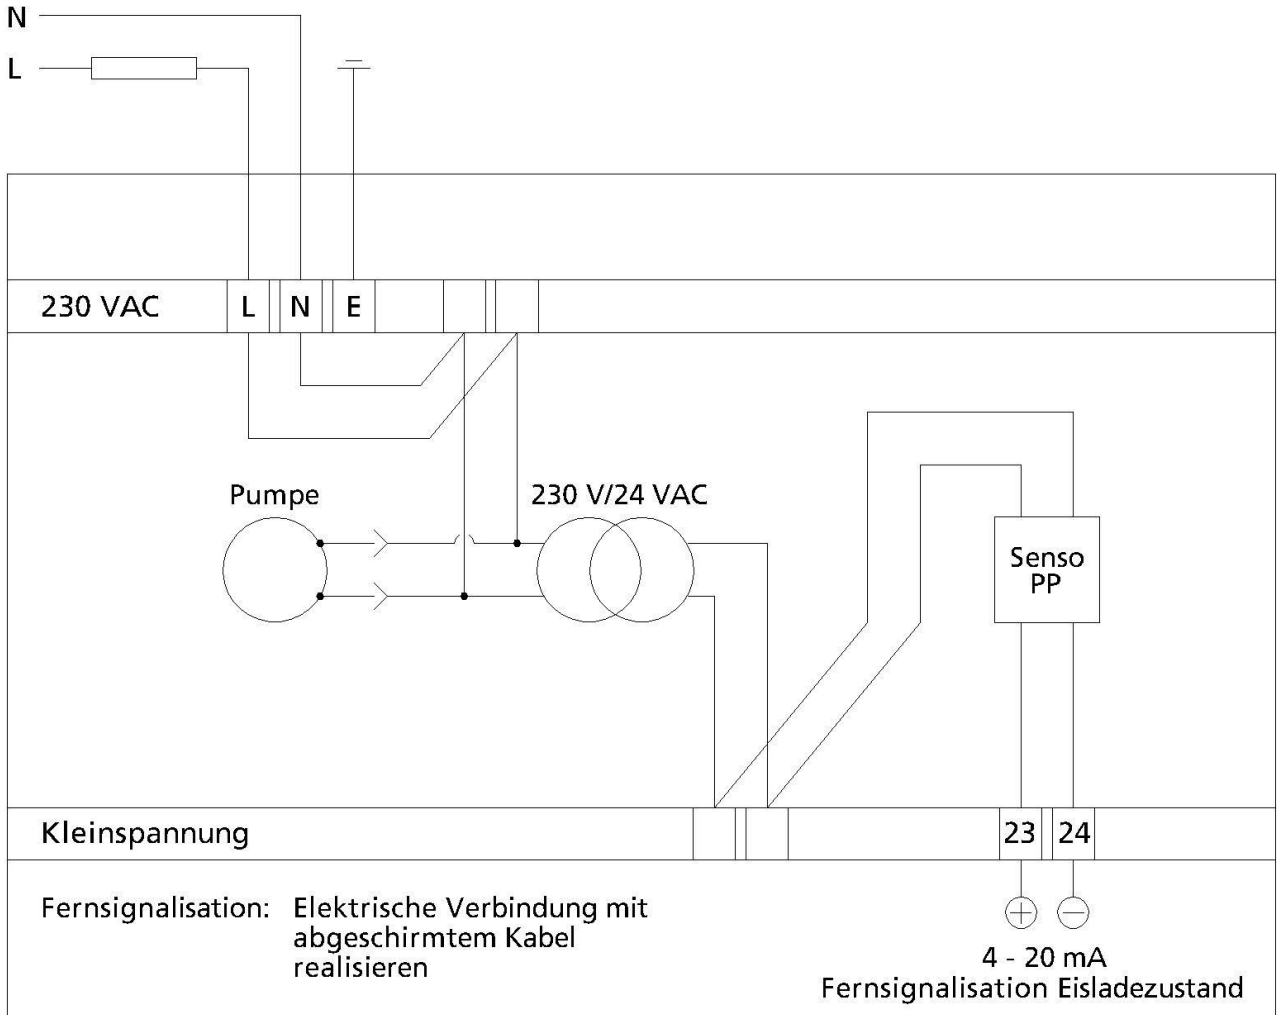 N
L
230 VAC
L
N
E
Pumpe
230 V/24 VAC
Senso
PP
Kleinspannung
23
24
Fernsignalisation: Elektrische Verbindung mit
abgeschirmtem Kabel
realisieren
4 - 20 mA
Fernsignalisation Eisladezustand